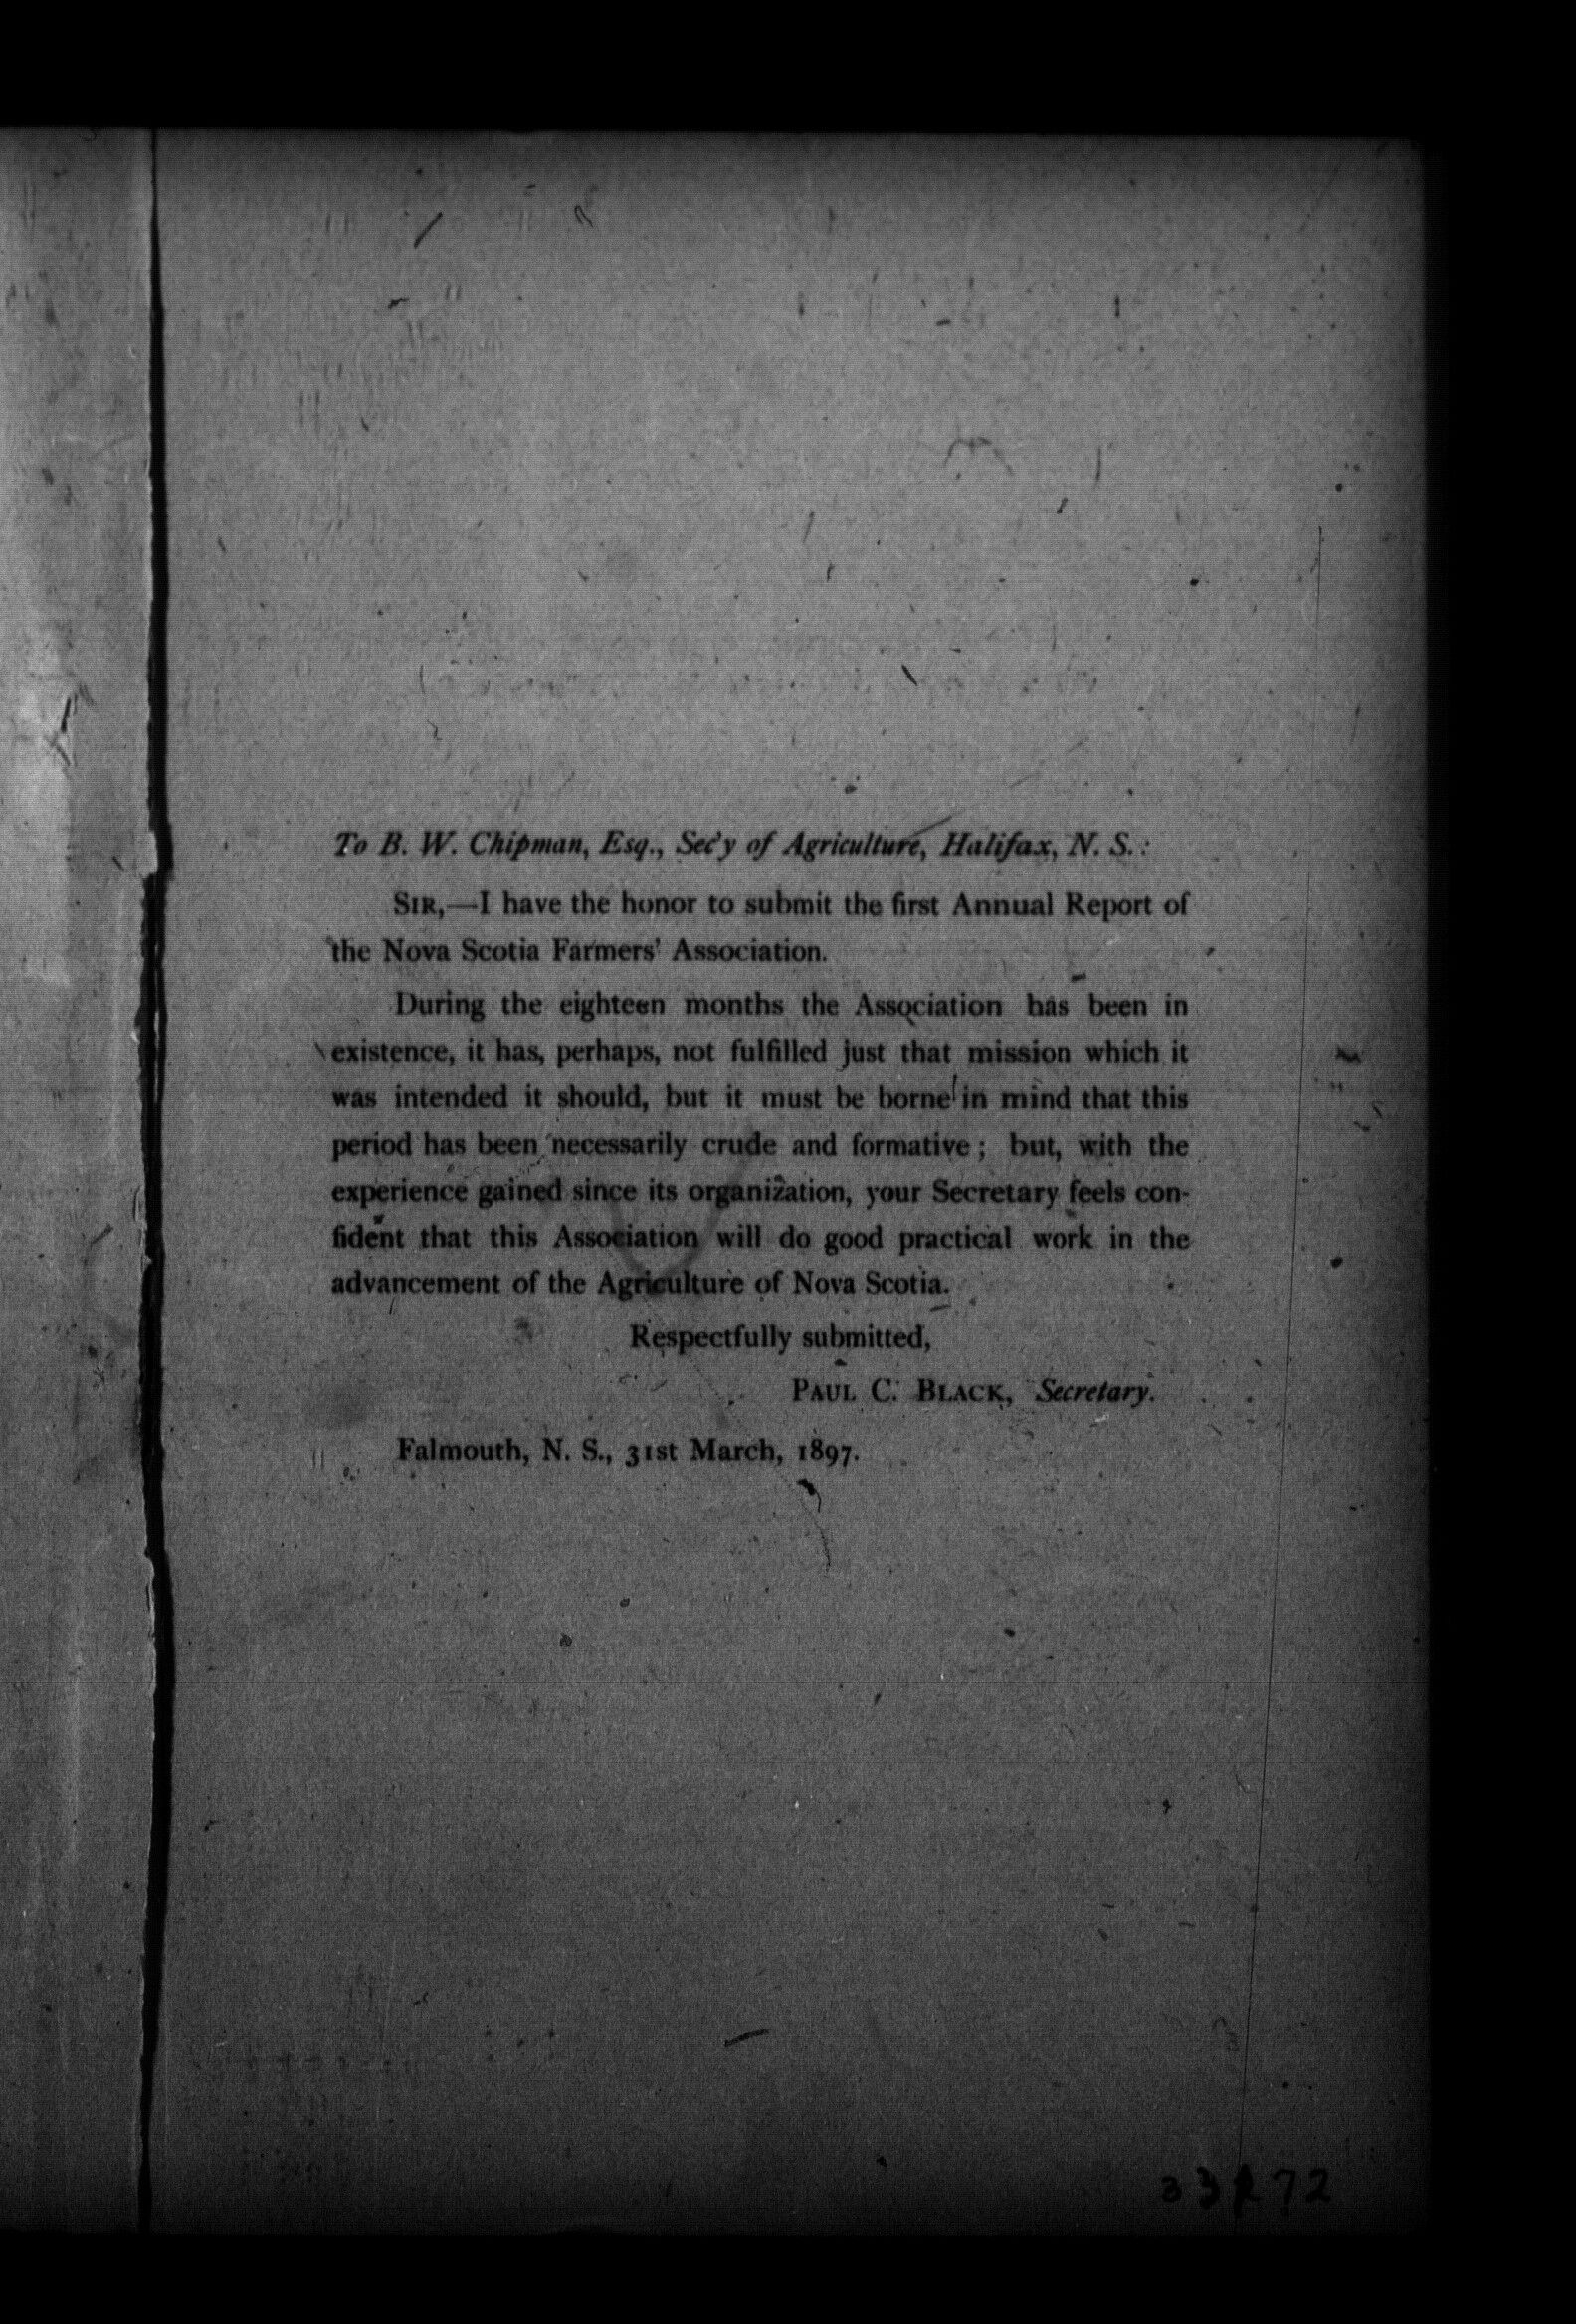 To B. W. Chipman, Esq., Sec'y of Agriculture, Halifax, N. S.:
SIR,—I have the honor to submit the first Annual Report of
the Nova Scotia Farmers' Association.
During the eighteen months the Association has been in
existence, it has, perhaps, not fulfilled just that mission which it
was intended it should, but it must be borne in mind that this
period has been necessarily crude and formative; but, with the
experience gained since its organization, your Secretary feels con-
fident that this Association will do good practical work in the
advancement of the Agriculture of Nova Scotia.
Respectfully submitted,
PAUL C. BLACK, Secretary.
Falmouth, N. S., 31st March, 1897.